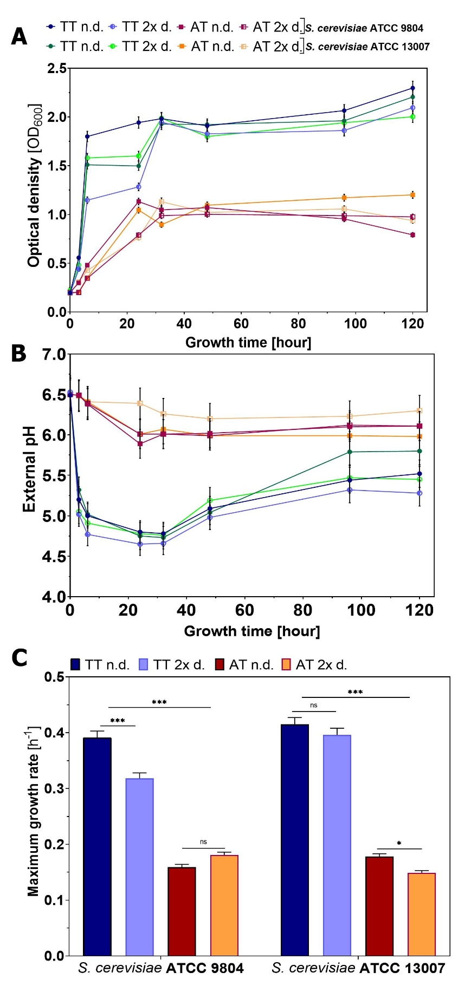 A
TT n.d. TT 2x d. AT n.d. AT 2x d. ] S. cerevisiae ATCC 9804
TT n.d. TT 2x d. AT n.d. AT 2x d. ] S. cerevisiae ATCC 13007
2.5
2.0
1.5
1.0
0.5
0.0
Optical denisity [OD600]
0 20 40 60 80 100 120
Growth time [hour]
B
7.0
6.5
6.0
5.5
5.0
4.5
4.0
External pH
0 20 40 60 80 100 120
Growth time [hour]
C
TT n.d. TT 2x d. AT n.d. AT 2x d.
0.5
0.4
0.3
0.2
0.1
0.0
Maximum growth rate [h-1]
*** ***
*** ns
ns *
S. cerevisiae ATCC 9804 S. cerevisiae ATCC 13007